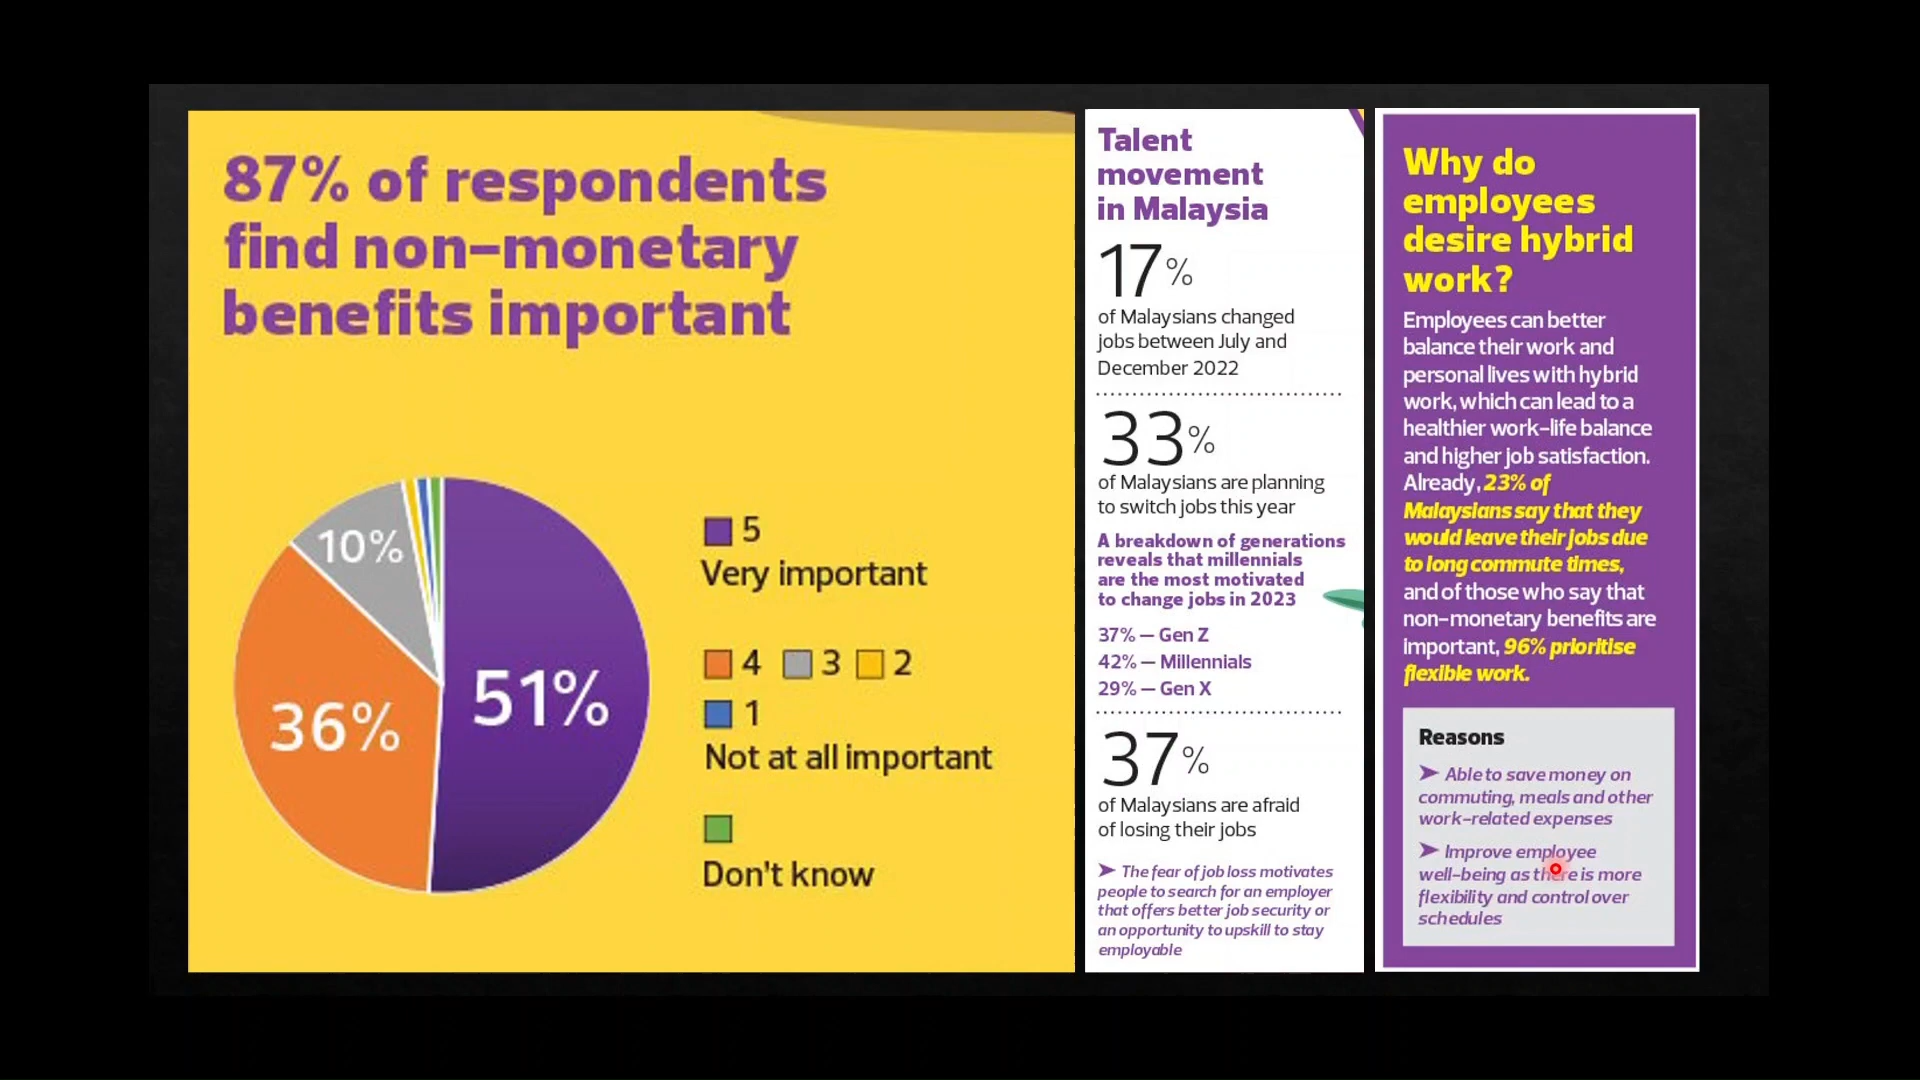 87% of respondents
find non-monetary
benefits important
10%
36%
51%
5
Very important
4 3 2
1
Not at all important
Don't know
Talent
movement
in Malaysia
17%
of Malaysians changed
jobs between July and
December 2022
33%
of Malaysians are planning
to switch jobs this year
A breakdown of generations
reveals that millennials
are the most motivated
to change jobs in 2023
37% — Gen Z
42% — Millennials
29% — Gen X
37%
of Malaysians are afraid
of losing their jobs
➤ The fear of job loss motivates
people to search for an employer
that offers better job security or
an opportunity to upskill to stay
employable
Why do
employees
desire hybrid
work?
Employees can better
balance their work and
personal lives with hybrid
work, which can lead to a
healthier work-life balance
and higher job satisfaction.
Already, 23% of
Malaysians say that they
would leave their jobs due
to long commute times,
and of those who say that
non-monetary benefits are
important, 96% prioritise
flexible work.
Reasons
➤ Able to save money on
commuting, meals and other
work-related expenses
➤ Improve employee
well-being as there is more
flexibility and control over
schedules